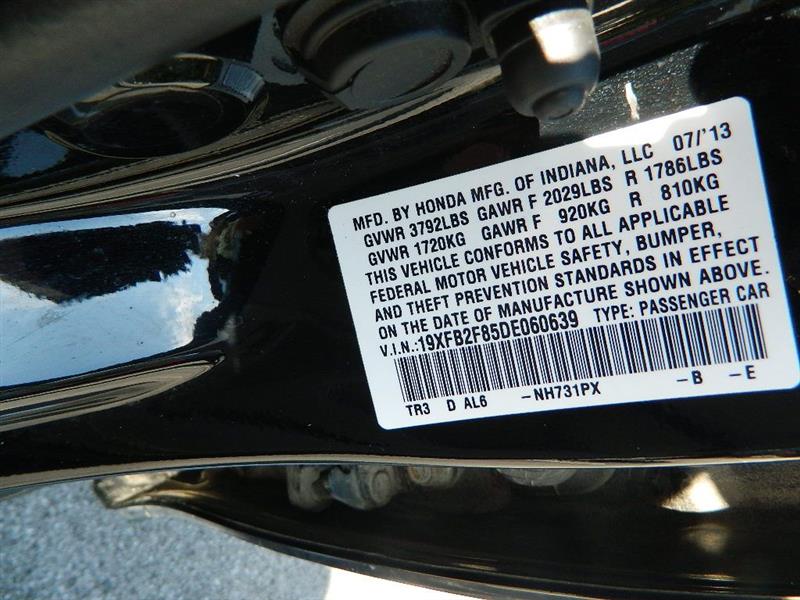 MFD. BY HONDA MFG. OF INDIANA, LLC 07/'13
GVWR 3792LBS GAWR F 2029LBS R 1786LBS
GVWR 1720KG GAWR F 920KG R 810KG
THIS VEHICLE CONFORMS TO ALL APPLICABLE
FEDERAL MOTOR VEHICLE SAFETY, BUMPER,
AND THEFT PREVENTION STANDARDS IN EFFECT
ON THE DATE OF MANUFACTURE SHOWN ABOVE.
V.I.N.:19XFB2F85DE060639 TYPE: PASSENGER CAR
TR3 D AL6 –NH731PX –B –E